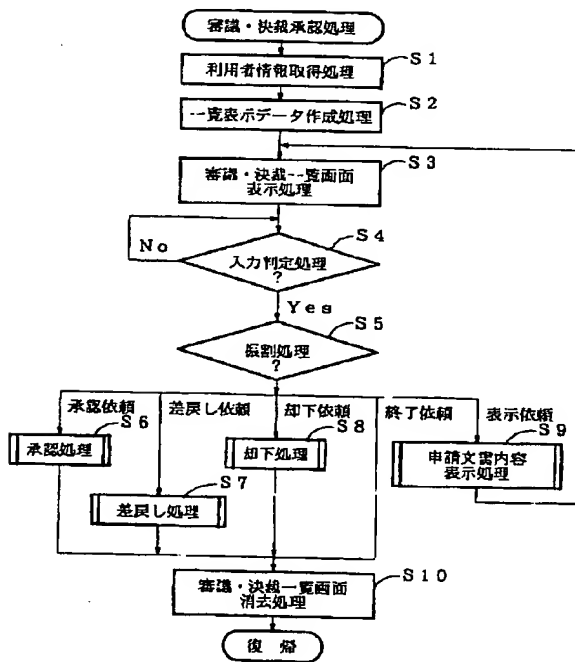 審議・決裁承認処理
S1
利用者情報取得処理
S2
一覧表示データ作成処理
S3
審議・決裁一覧画面
表示処理
S4
No
入力判定処理
?
Yes
S5
振割処理
?
承認依頼
差戻し依頼
却下依頼
終了依頼
表示依頼
S6
S8
S9
承認処理
却下処理
申請文書内容
表示処理
S7
差戻し処理
S10
審議・決裁一覧画面
消去処理
復帰